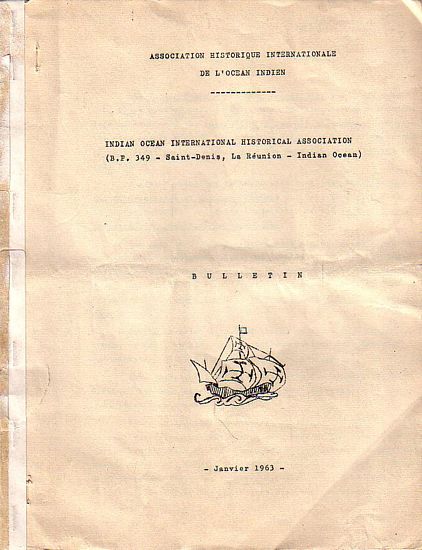 ASSOCIATION HISTORIQUE INTERNATIONALE
DE L'OCEAN INDIEN
-------------
INDIAN OCEAN INTERNATIONAL HISTORICAL ASSOCIATION
(B.P. 349 - Saint-Denis, La Réunion - Indian Ocean)
B U L L E T I N
- Janvier 1963 -